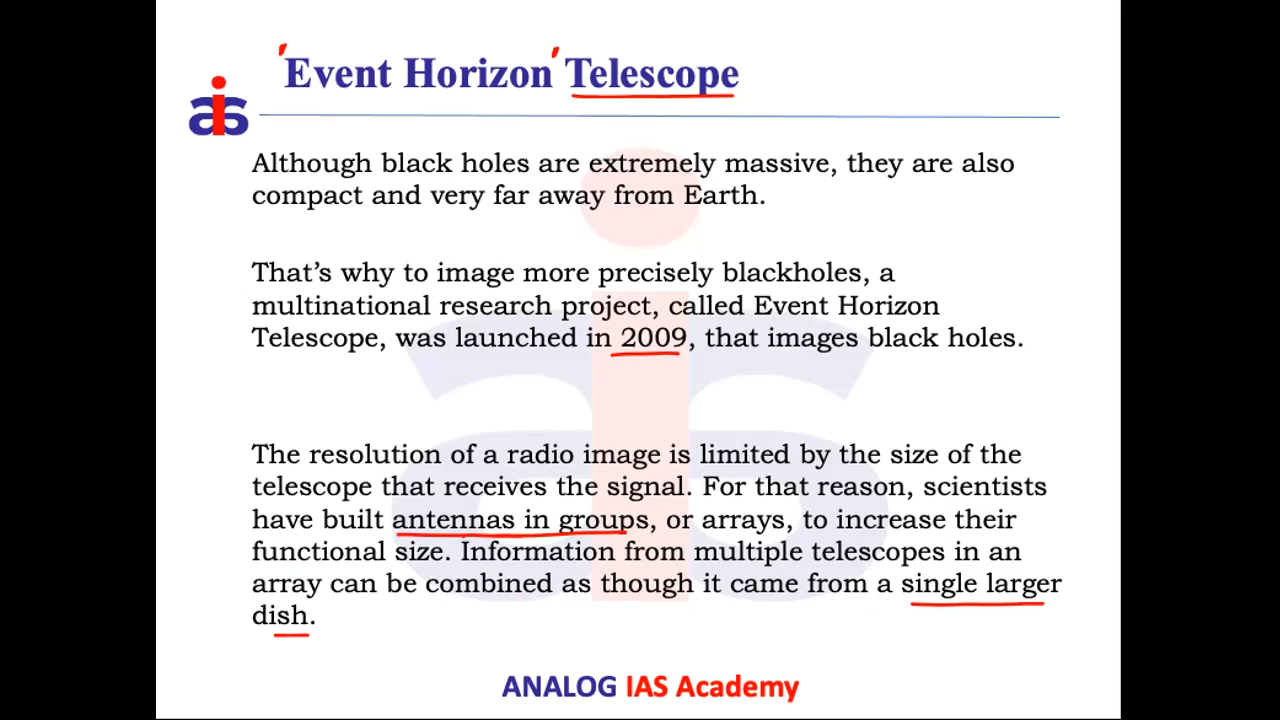 'Event Horizon' Telescope
Although black holes are extremely massive, they are also
compact and very far away from Earth.
That's why to image more precisely blackholes, a
multinational research project, called Event Horizon
Telescope, was launched in 2009, that images black holes.
The resolution of a radio image is limited by the size of the
telescope that receives the signal. For that reason, scientists
have built antennas in groups, or arrays, to increase their
functional size. Information from multiple telescopes in an
array can be combined as though it came from a single larger
dish.
ANALOG IAS Academy